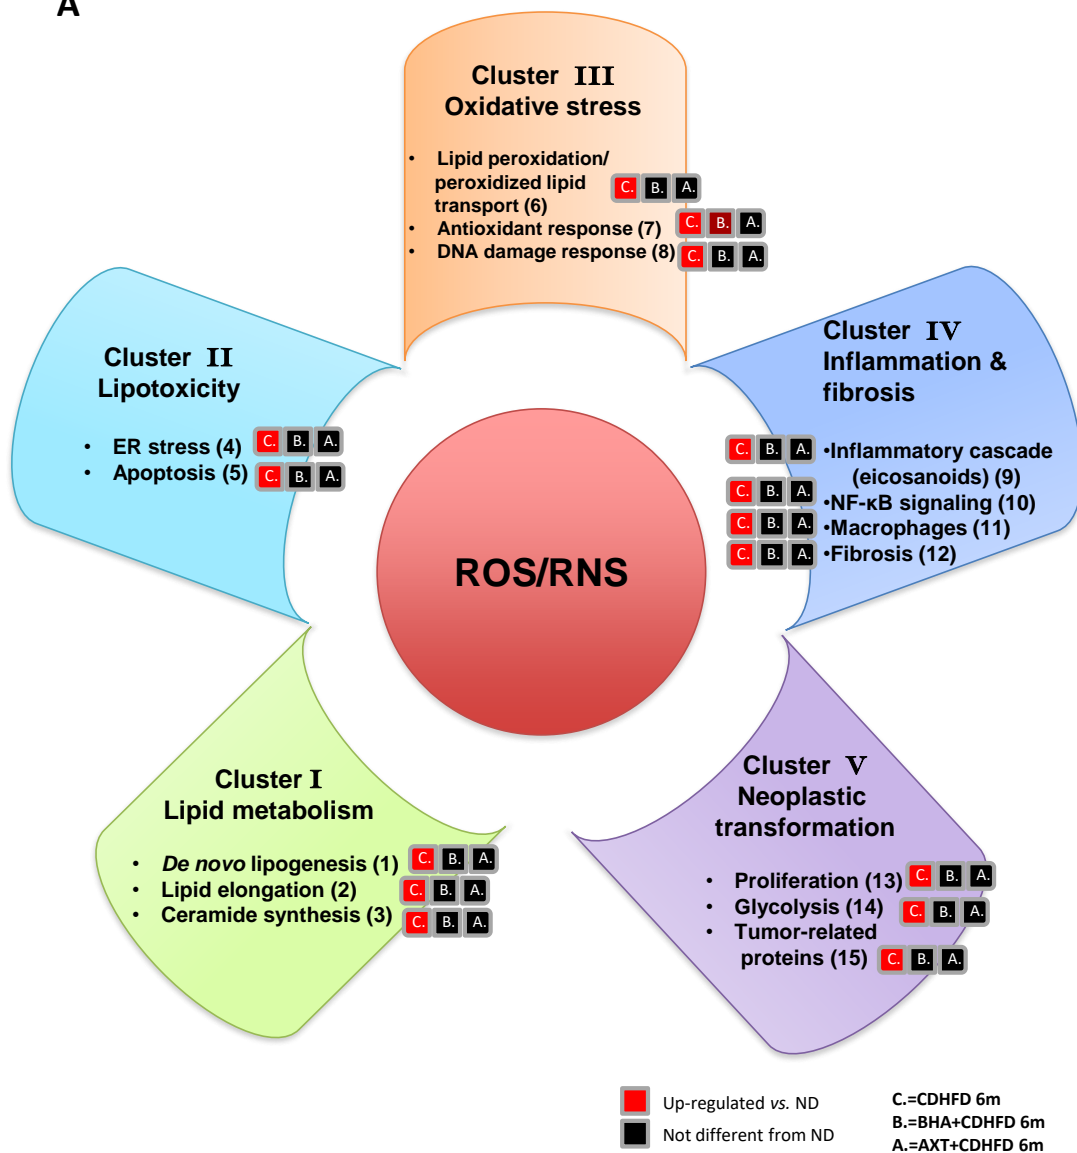 A
Cluster III
Oxidative stress
• Lipid peroxidation/
peroxidized lipid
transport (6) C. B. A.
• Antioxidant response (7) C. B. A.
• DNA damage response (8) C. B. A.
Cluster II
Lipotoxicity
• ER stress (4) C. B. A.
• Apoptosis (5) C. B. A.
Cluster IV
Inflammation &
fibrosis
C. B. A. •Inflammatory cascade
(eicosanoids) (9)
C. B. A. •NF-κB signaling (10)
C. B. A. •Macrophages (11)
C. B. A. •Fibrosis (12)
ROS/RNS
Cluster I
Lipid metabolism
• De novo lipogenesis (1) C. B. A.
• Lipid elongation (2) C. B. A.
• Ceramide synthesis (3) C. B. A.
Cluster V
Neoplastic
transformation
• Proliferation (13) C. B. A.
• Glycolysis (14) C. B. A.
• Tumor-related
proteins (15) C. B. A.
Up-regulated vs. ND
Not different from ND
C.=CDHFD 6m
B.=BHA+CDHFD 6m
A.=AXT+CDHFD 6m